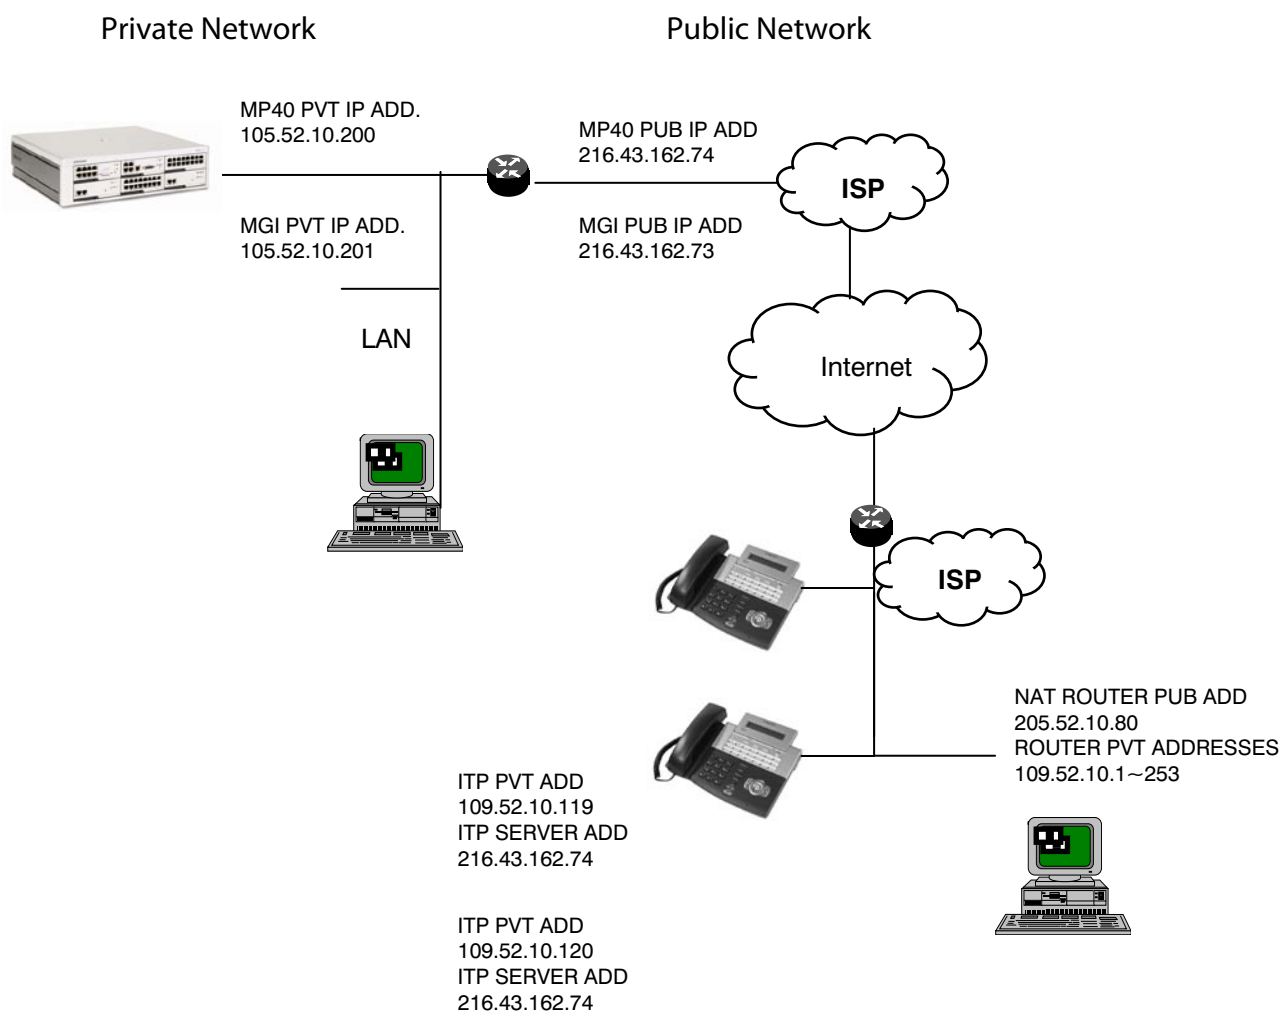 Private Network
Public Network
MP40 PVT IP ADD.
105.52.10.200
MP40 PUB IP ADD
216.43.162.74
ISP
MGI PVT IP ADD.
105.52.10.201
MGI PUB IP ADD
216.43.162.73
LAN
Internet
ISP
NAT ROUTER PUB ADD
205.52.10.80
ROUTER PVT ADDRESSES
109.52.10.1~253
ITP PVT ADD
109.52.10.119
ITP SERVER ADD
216.43.162.74
ITP PVT ADD
109.52.10.120
ITP SERVER ADD
216.43.162.74